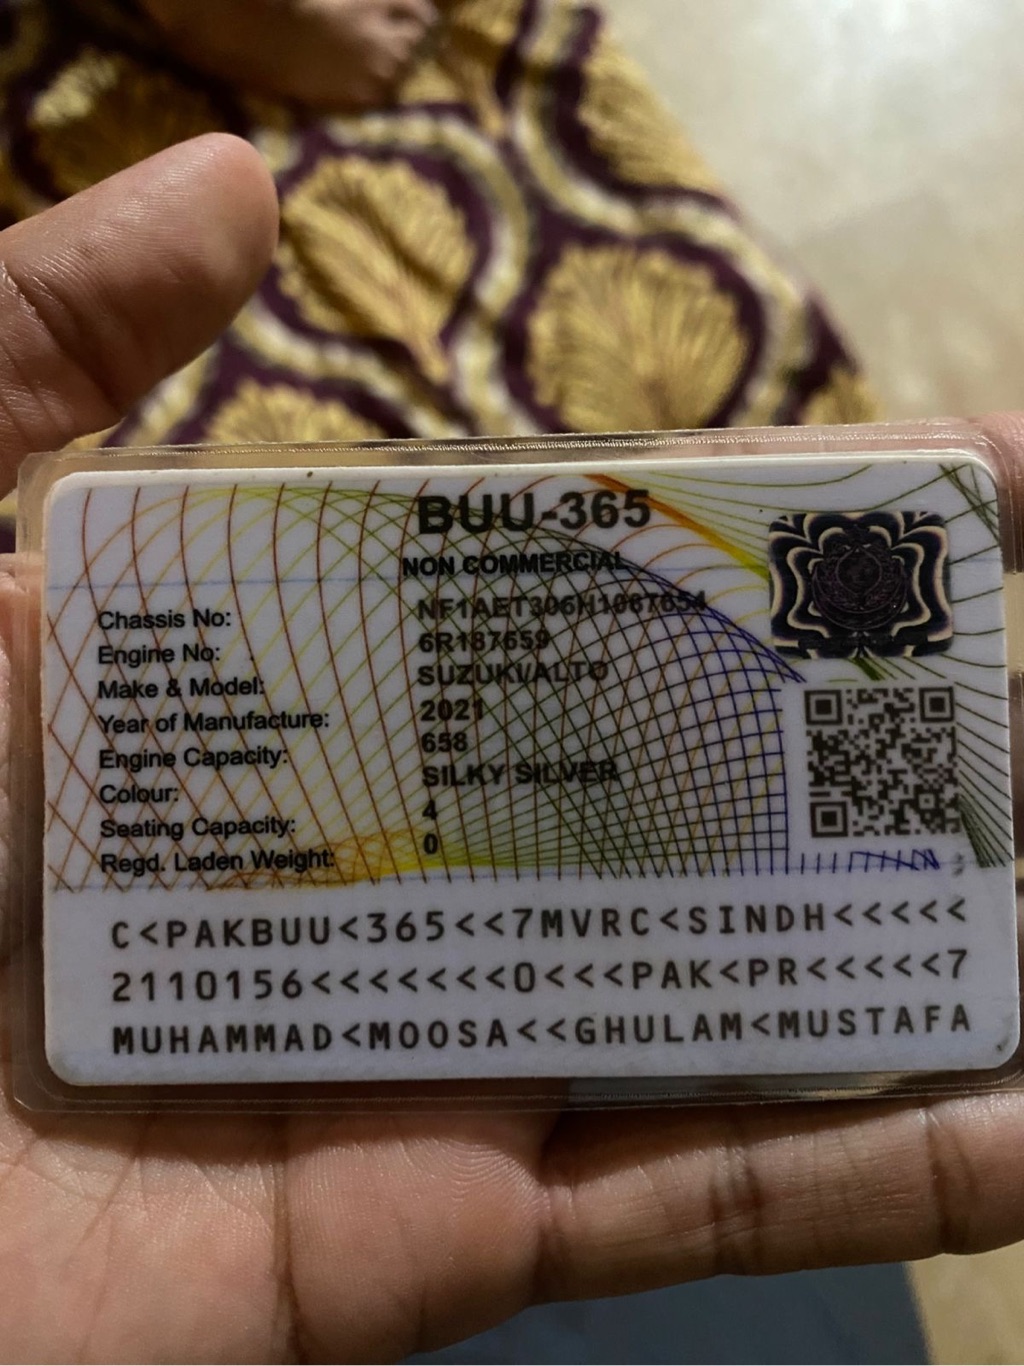 BUU-365
NON COMMERCIAL
Chassis No: NF1AET306H1087654
Engine No: 6R187659
Make & Model: SUZUKI/ALTO
Year of Manufacture: 2021
Engine Capacity: 658
Colour: SILKY SILVER
Seating Capacity: 4
Regd. Laden Weight: 0
C<PAKBUU<365<<7MVRC<SINDH<<<<<
2110156<<<<<<<0<<<PAK<PR<<<<<7
MUHAMMAD<MOOSA<<GHULAM<MUSTAFA